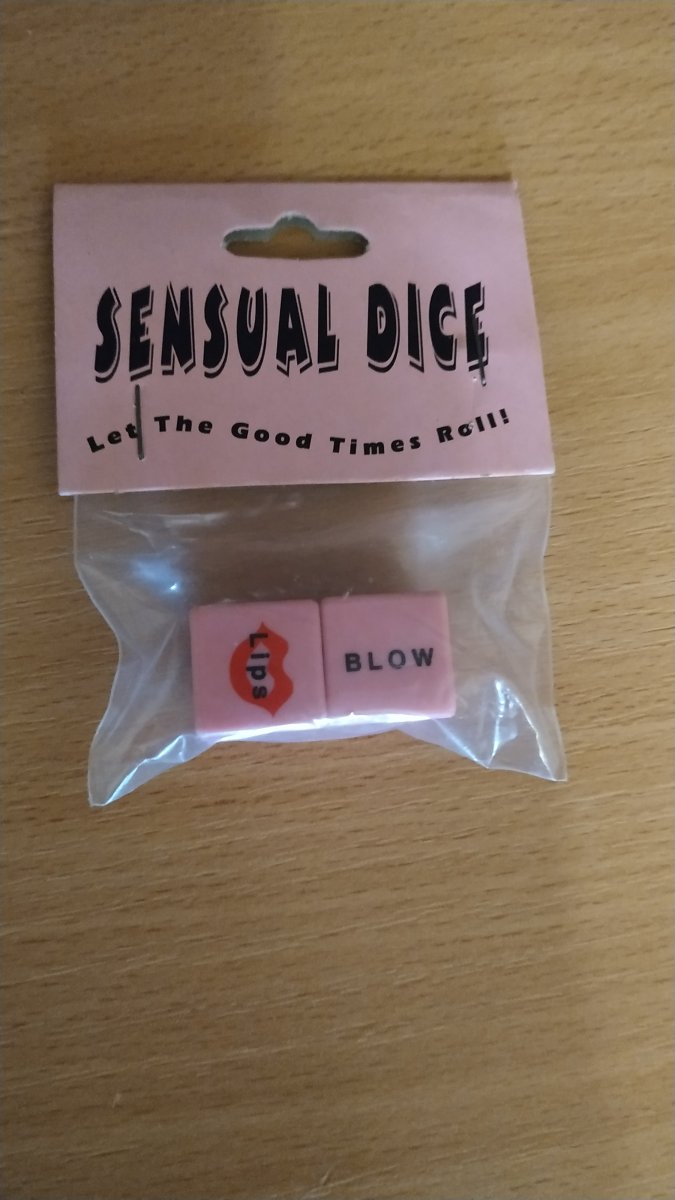 SENSUAL DICE
Let The Good Times Roll!
Lips
BLOW